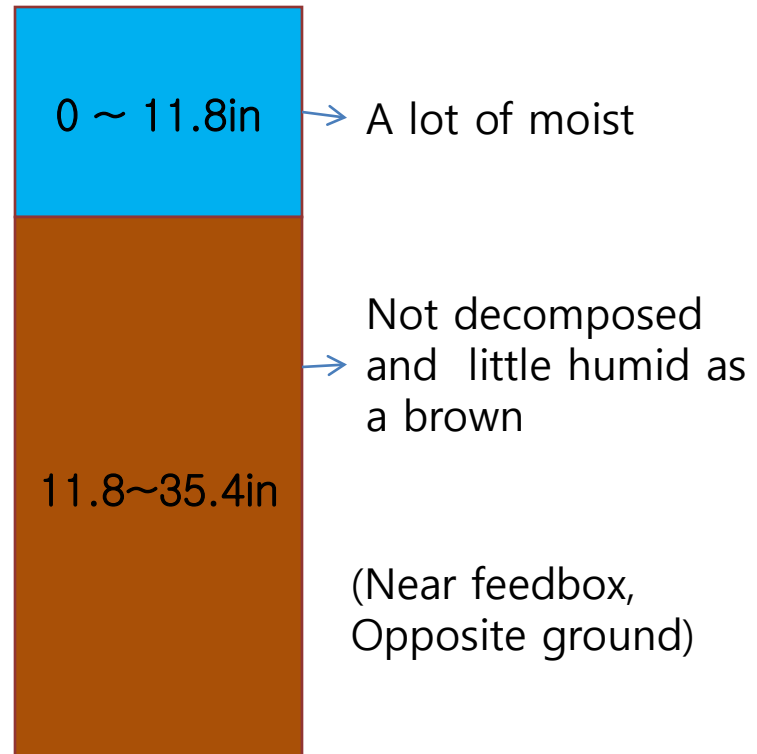 0 ~ 11.8in
A lot of moist
Not decomposed
and little humid as
a brown
11.8~35.4in
(Near feedbox,
Opposite ground)